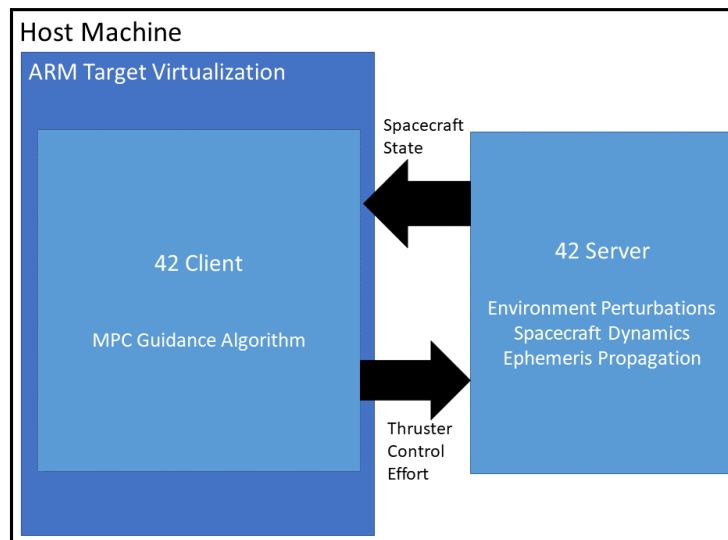 Host Machine
ARM Target Virtualization
Spacecraft
State
42 Client
MPC Guidance Algorithm
42 Server
Environment Perturbations
Spacecraft Dynamics
Ephemeris Propagation
Thruster
Control
Effort